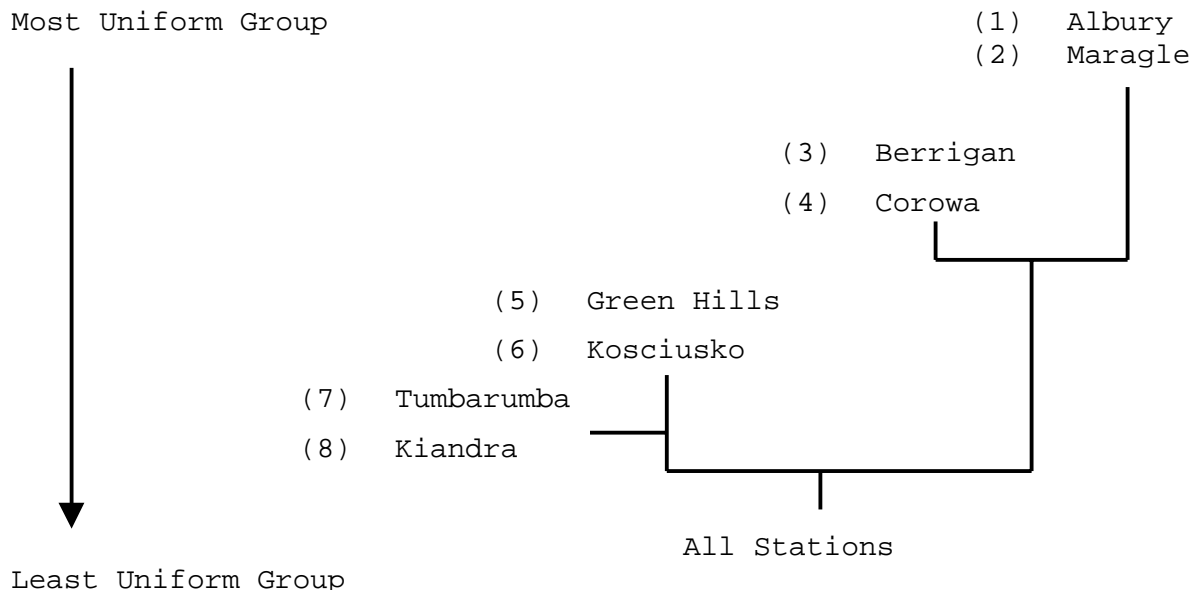 Most Uniform Group
(1) Albury
(2) Maragle
(3) Berrigan
(4) Corowa
(5) Green Hills
(6) Kosciusko
(7) Tumbarumba
(8) Kiandra
All Stations
Least Uniform Group